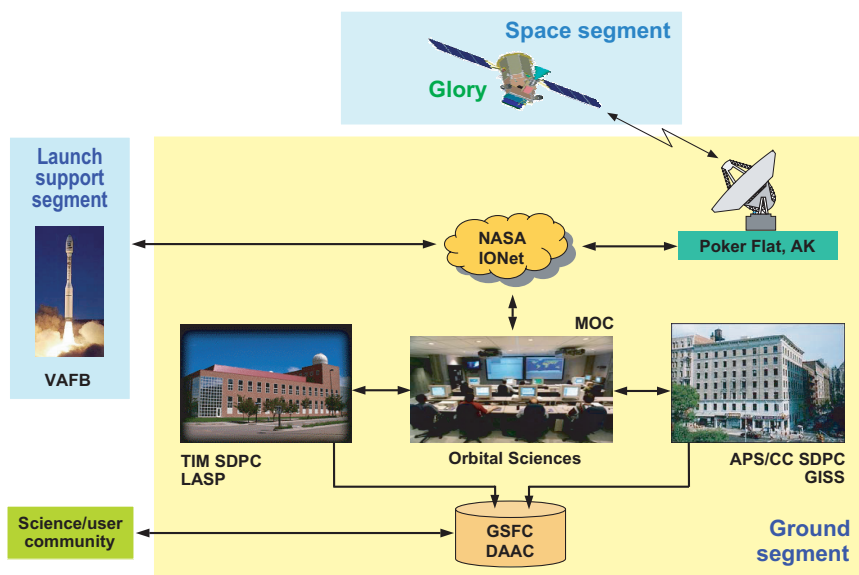 Space segment
Glory
Launch
support
segment
VAFB
NASA
IONet
Poker Flat, AK
MOC
TIM SDPC
LASP
Orbital Sciences
APS/CC SDPC
GISS
Science/user
community
GSFC
DAAC
Ground
segment